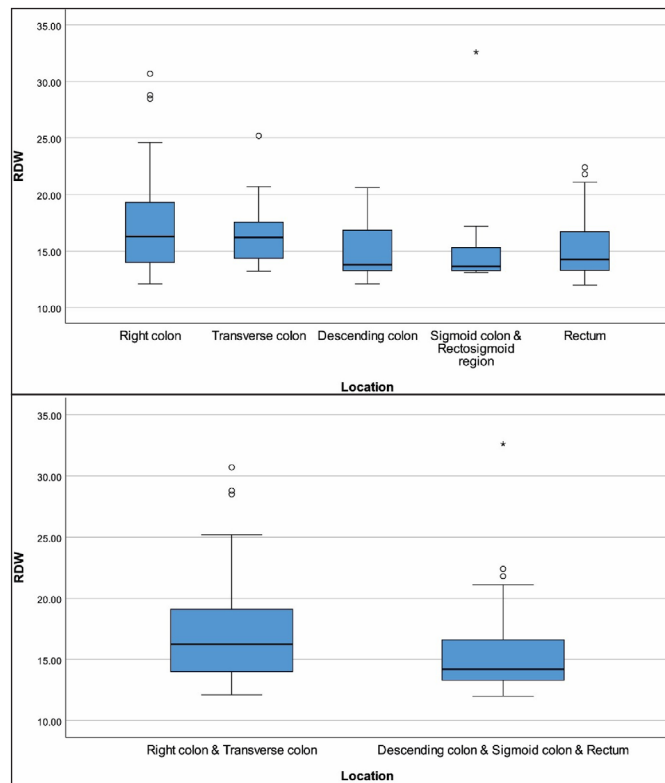 35.00
30.00
25.00
20.00
15.00
10.00
RDW
Right colon
Transverse colon
Descending colon
Sigmoid colon &
Rectosigmoid
region
Rectum
Location
35.00
30.00
25.00
20.00
15.00
10.00
RDW
Right colon & Transverse colon
Descending colon & Sigmoid colon & Rectum
Location